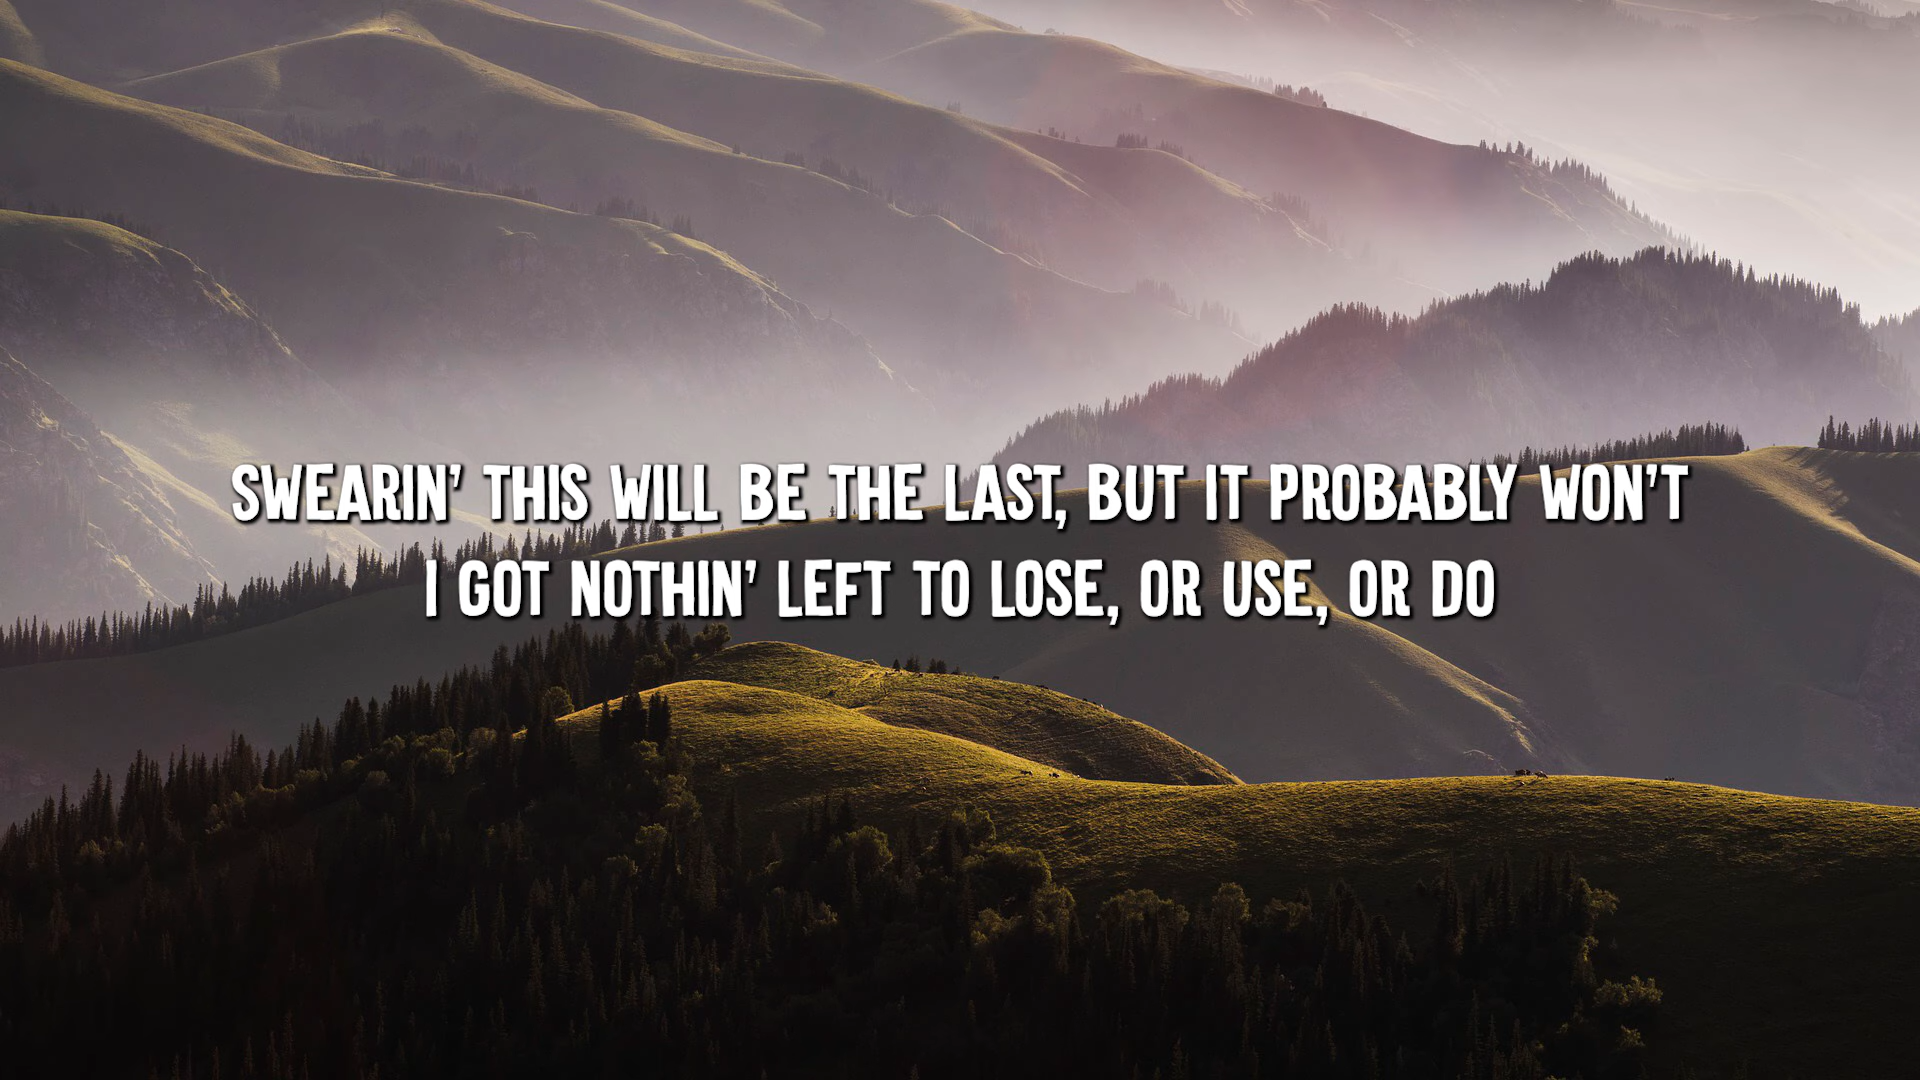 SWEARIN' THIS WILL BE THE LAST, BUT IT PROBABLY WON'T
I GOT NOTHIN' LEFT TO LOSE, OR USE, OR DO